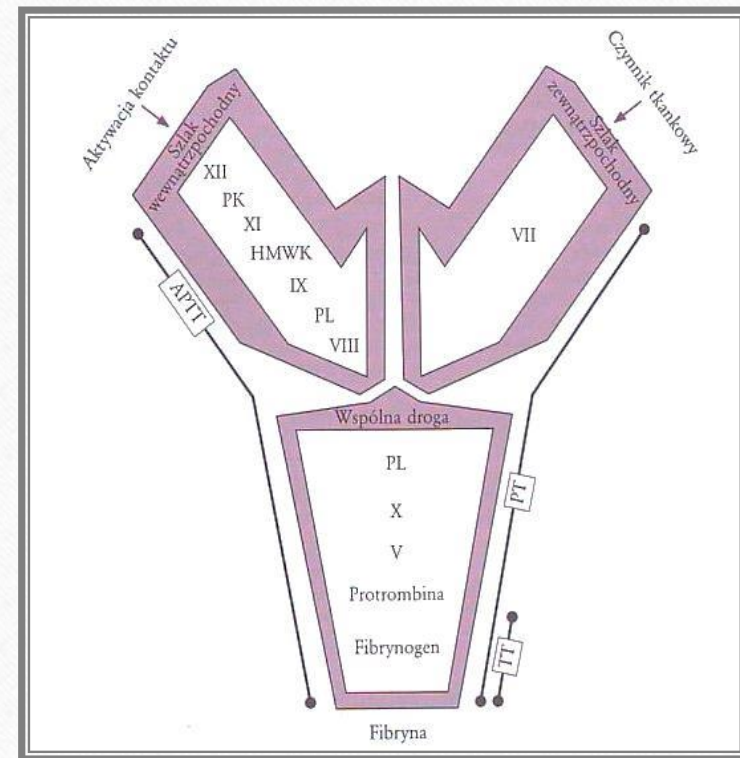 Aktywacja kontaktu
Szlak
wewnątrzpochodny
XII
PK
XI
HMWK
IX
PL
VIII
APTT
Czynnik tkankowy
Szlak
zewnątrzpochodny
VII
Wspólna droga
PL
X
V
Protrombina
Fibrynogen
PT
TT
Fibryna